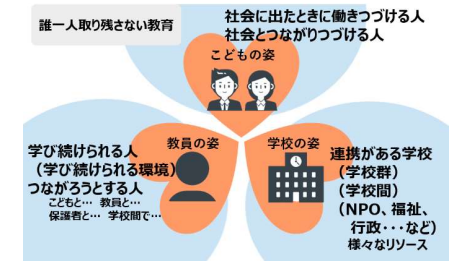 誰一人取り残さない教育
社会に出たときに働きつづける人
社会とつながりつづける人
こどもの姿
教員の姿
学び続けられる人
（学び続けられる環境）
つながろうとする人
こどもと… 教員と…
保護者と… 学校間で…
学校の姿
連携がある学校
（学校群）
（学校間）
（NPO、福祉、
行政・・・など）
様々なリソース